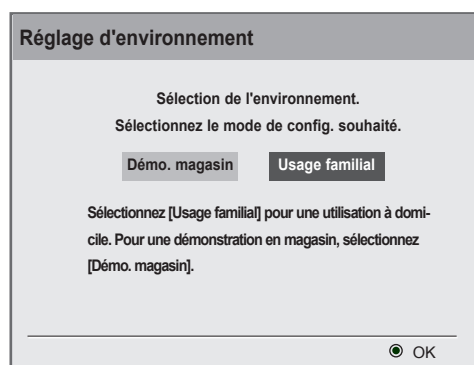 Réglage d'environnement
Sélection de l'environnement.
Sélectionnez le mode de config. souhaité.
Démo. magasin Usage familial
Sélectionnez [Usage familial] pour une utilisation à domi-
cile. Pour une démonstration en magasin, sélectionnez
[Démo. magasin].
OK